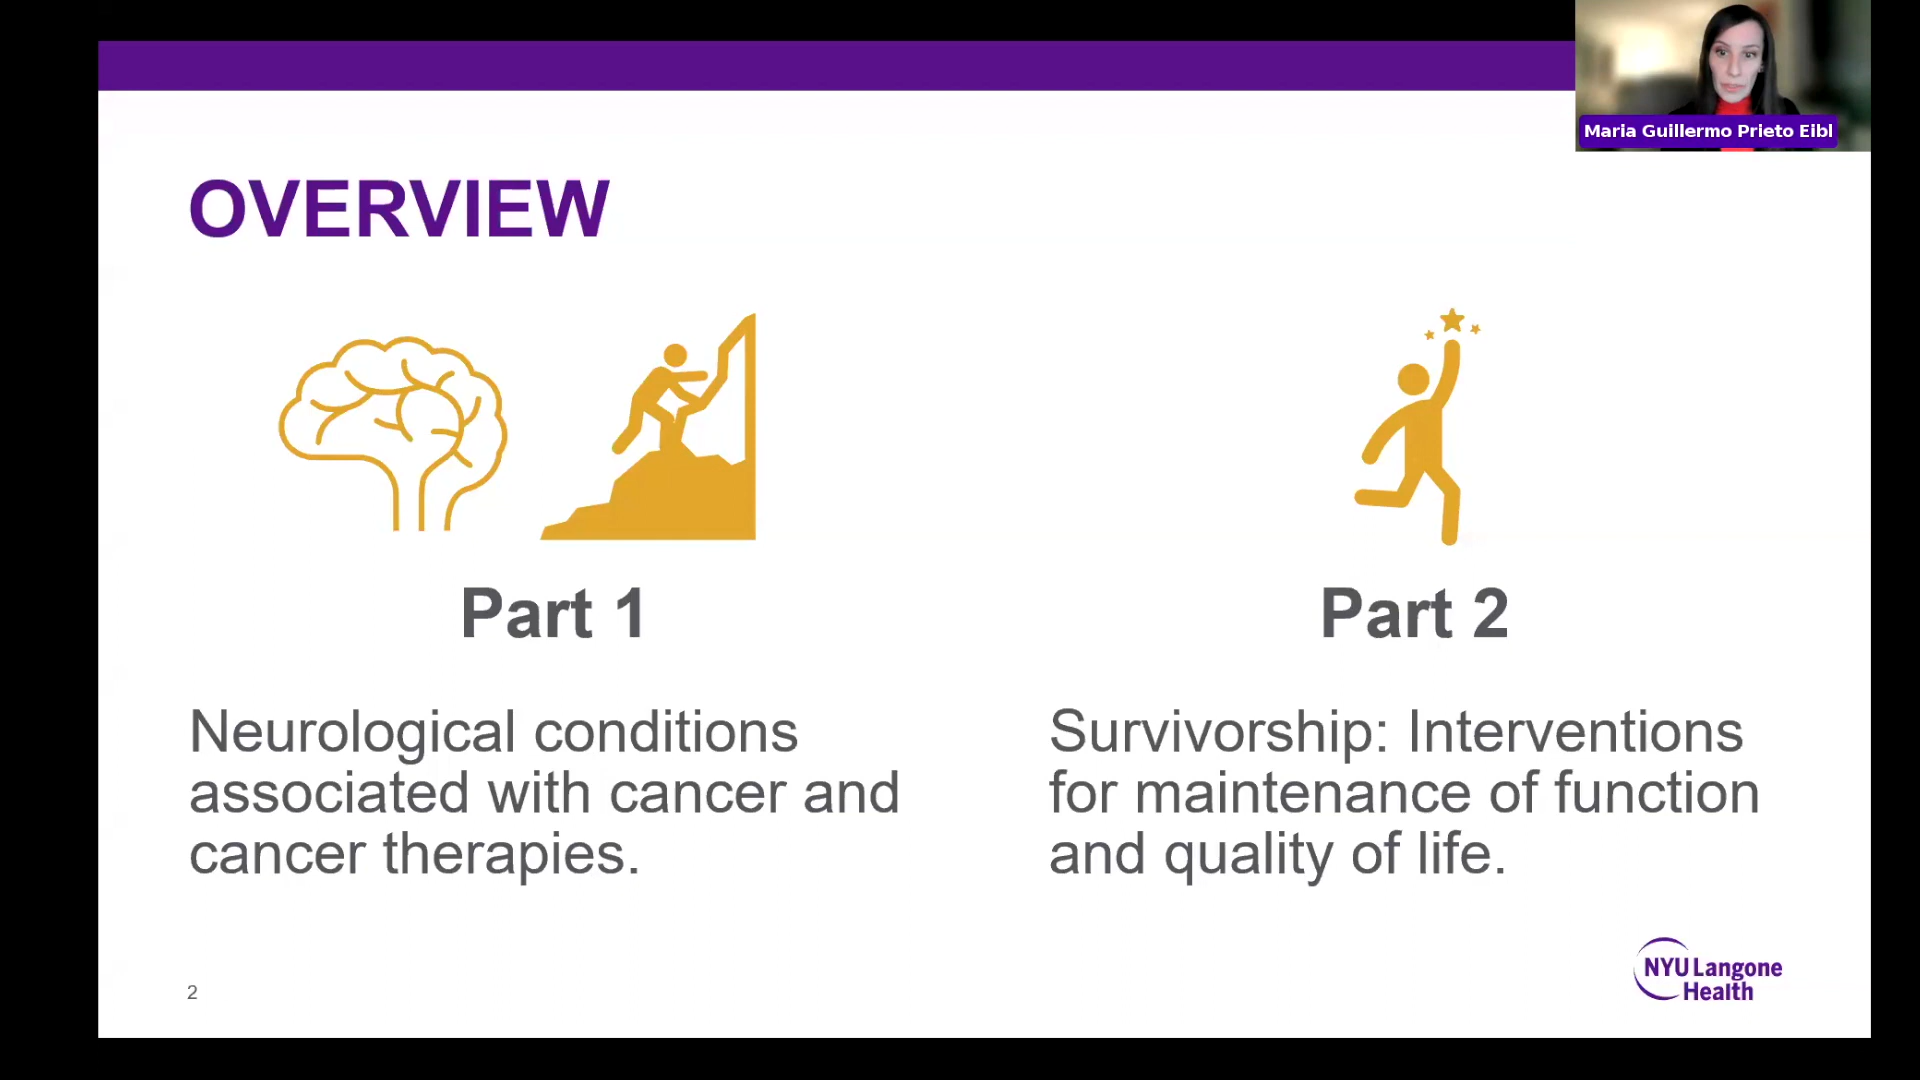 Maria Guillermo Prieto Eibl
OVERVIEW
Part 1
Neurological conditions
associated with cancer and
cancer therapies.
Part 2
Survivorship: Interventions
for maintenance of function
and quality of life.
2
NYU Langone
Health